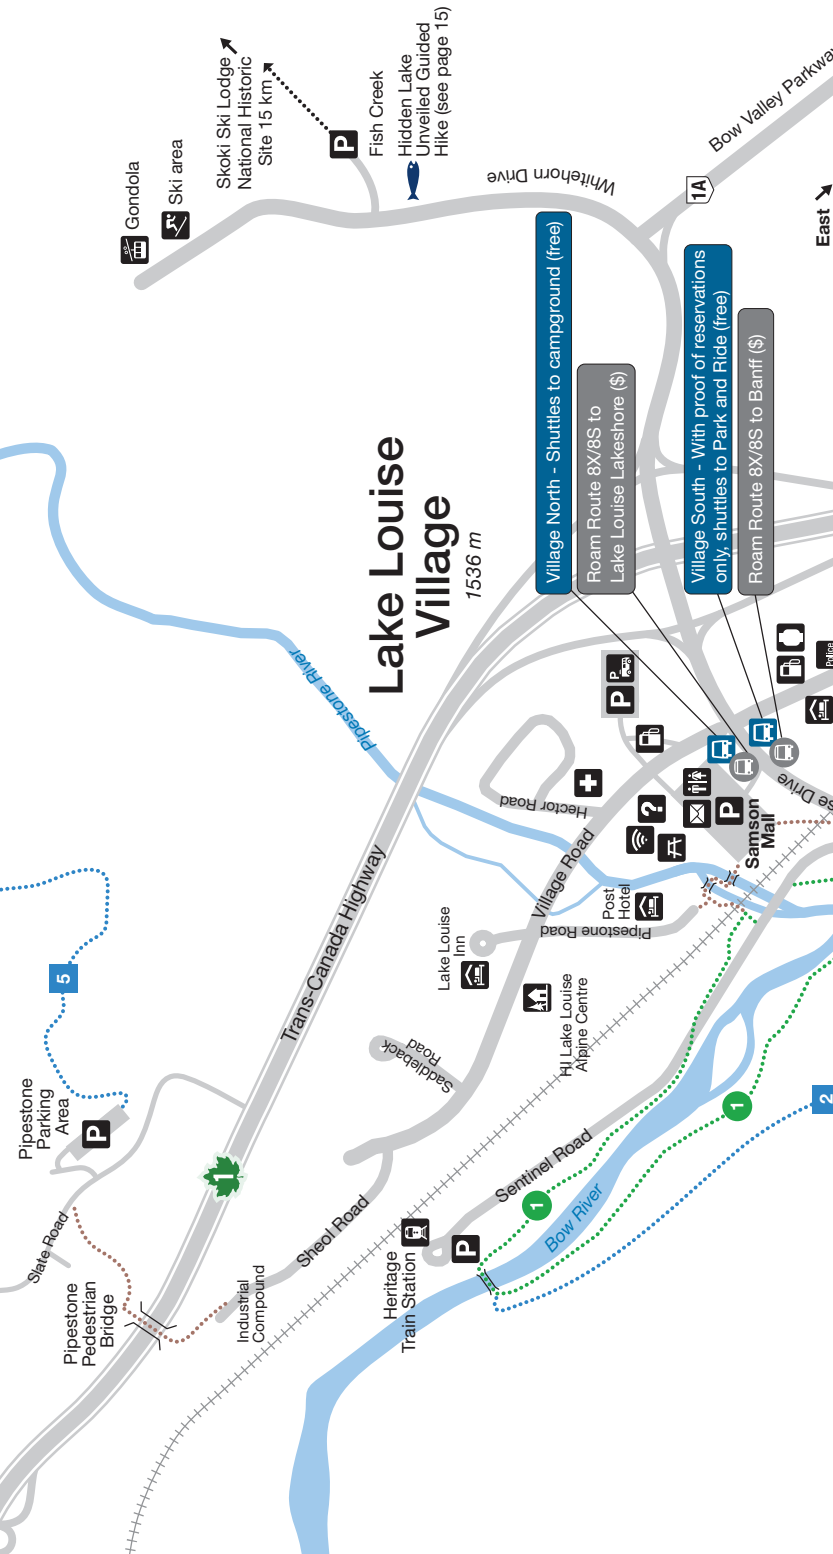 Gondola
Ski area
Skoki Ski Lodge
National Historic
Site 15 km
P
Fish Creek
Hidden Lake
Unveiled Guided
Hike (see page 15)
Whitehorn Drive
Bow Valley Parkway
1A
East
Village North - Shuttles to campground (free)
Roam Route 8X/8S to
Lake Louise Lakeshore ($)
Village South - With proof of reservations
only, shuttles to Park and Ride (free)
Roam Route 8X/8S to Banff ($)
Lake Louise
Village
1536 m
Pipestone River
P
P
Police
Hector Road
?
P
Samson
Mall
se Drive
Village Road
Post
Hotel
Pipestone Road
Lake Louise
Inn
HI Lake Louise
Alpine Centre
Trans-Canada Highway
Saddleback
Road
5
Pipestone
Parking
Area
P
1
Slate Road
Pipestone
Pedestrian
Bridge
Industrial
Compound
Sheol Road
Sentinel Road
Heritage
Train Station
P
Bow River
1
1
2